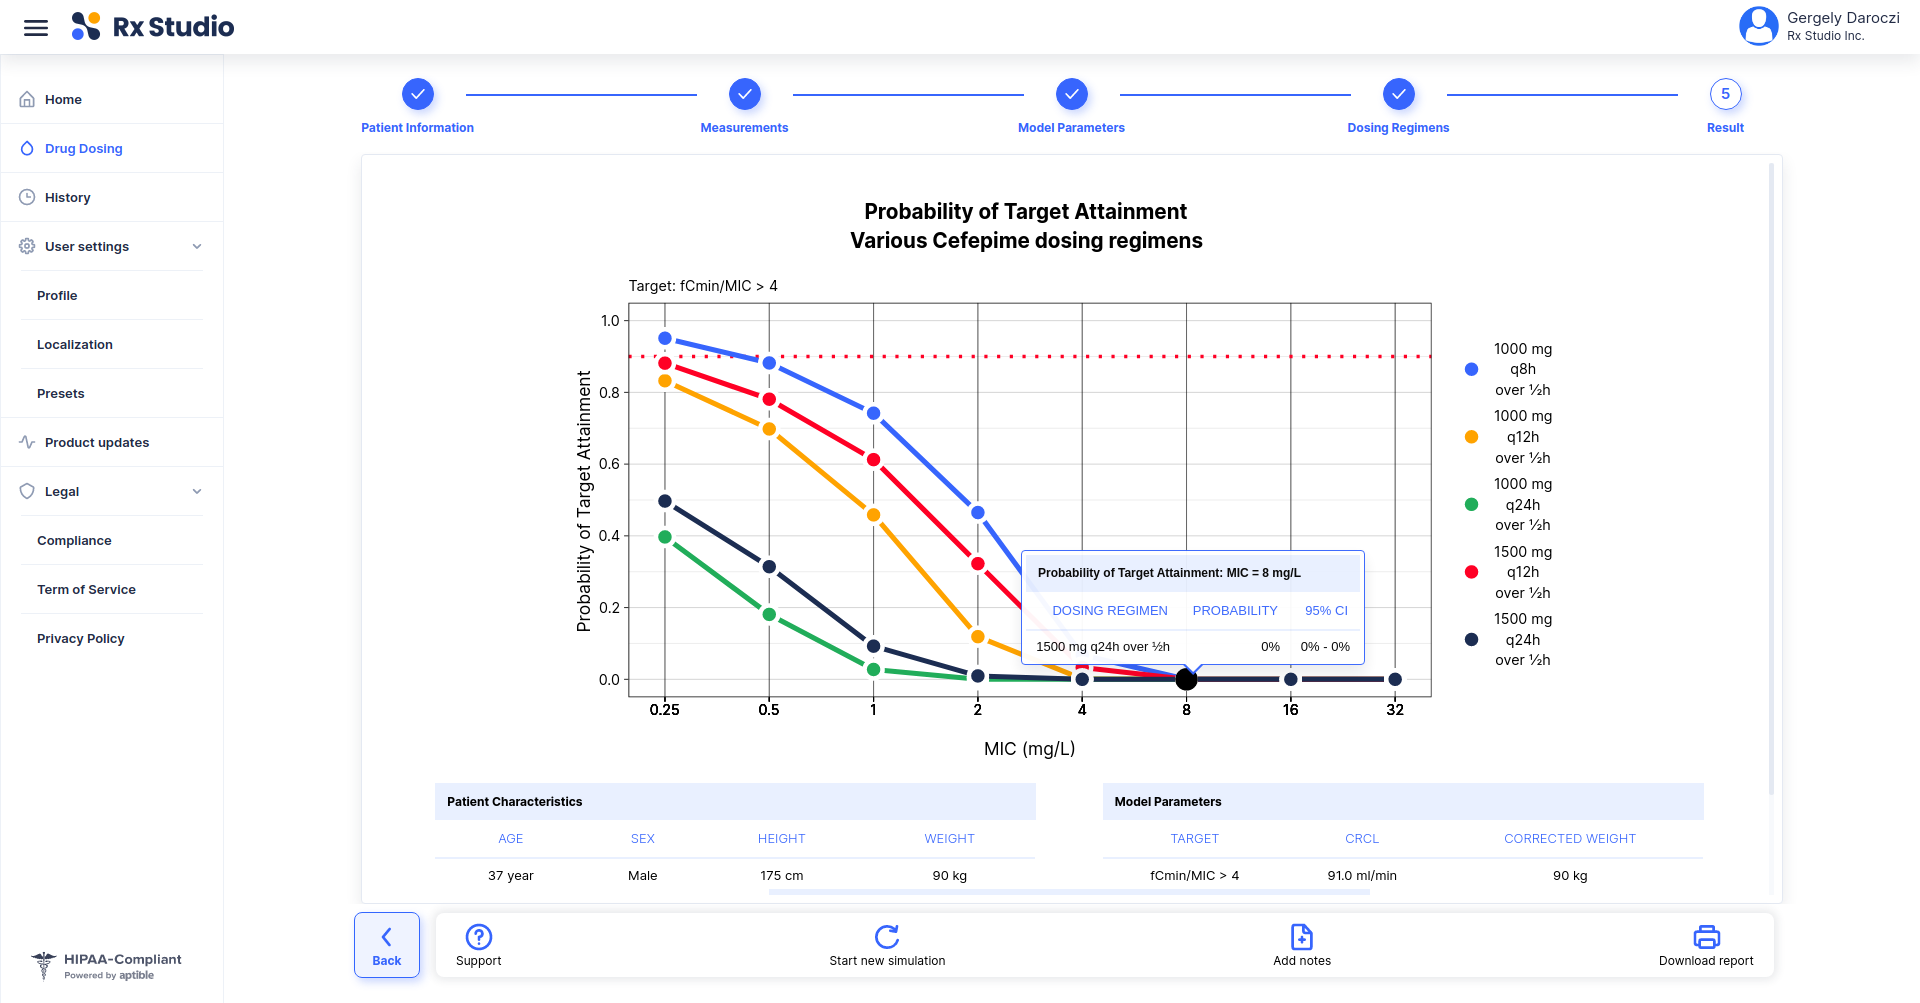 Rx Studio
Gergely Daroczi
Rx Studio Inc.
Home
Drug Dosing
History
User settings
Profile
Localization
Presets
Product updates
Legal
Compliance
Term of Service
Privacy Policy
HIPAA-Compliant
Powered by aptible
5
Patient Information
Measurements
Model Parameters
Dosing Regimens
Result
Probability of Target Attainment
Various Cefepime dosing regimens
Target: fCmin/MIC > 4
Probability of Target Attainment
1.0
0.8
0.6
0.4
0.2
0.0
0.25 0.5 1 2 4 8 16 32
MIC (mg/L)
Probability of Target Attainment: MIC = 8 mg/L
DOSING REGIMEN PROBABILITY 95% CI
1500 mg q24h over ½h 0% 0% - 0%
1000 mg
q8h
over ½h
1000 mg
q12h
over ½h
1000 mg
q24h
over ½h
1500 mg
q12h
over ½h
1500 mg
q24h
over ½h
Patient Characteristics
AGE SEX HEIGHT WEIGHT
37 year Male 175 cm 90 kg
Model Parameters
TARGET CRCL CORRECTED WEIGHT
fCmin/MIC > 4 91.0 ml/min 90 kg
Back
Support
Start new simulation
Add notes
Download report